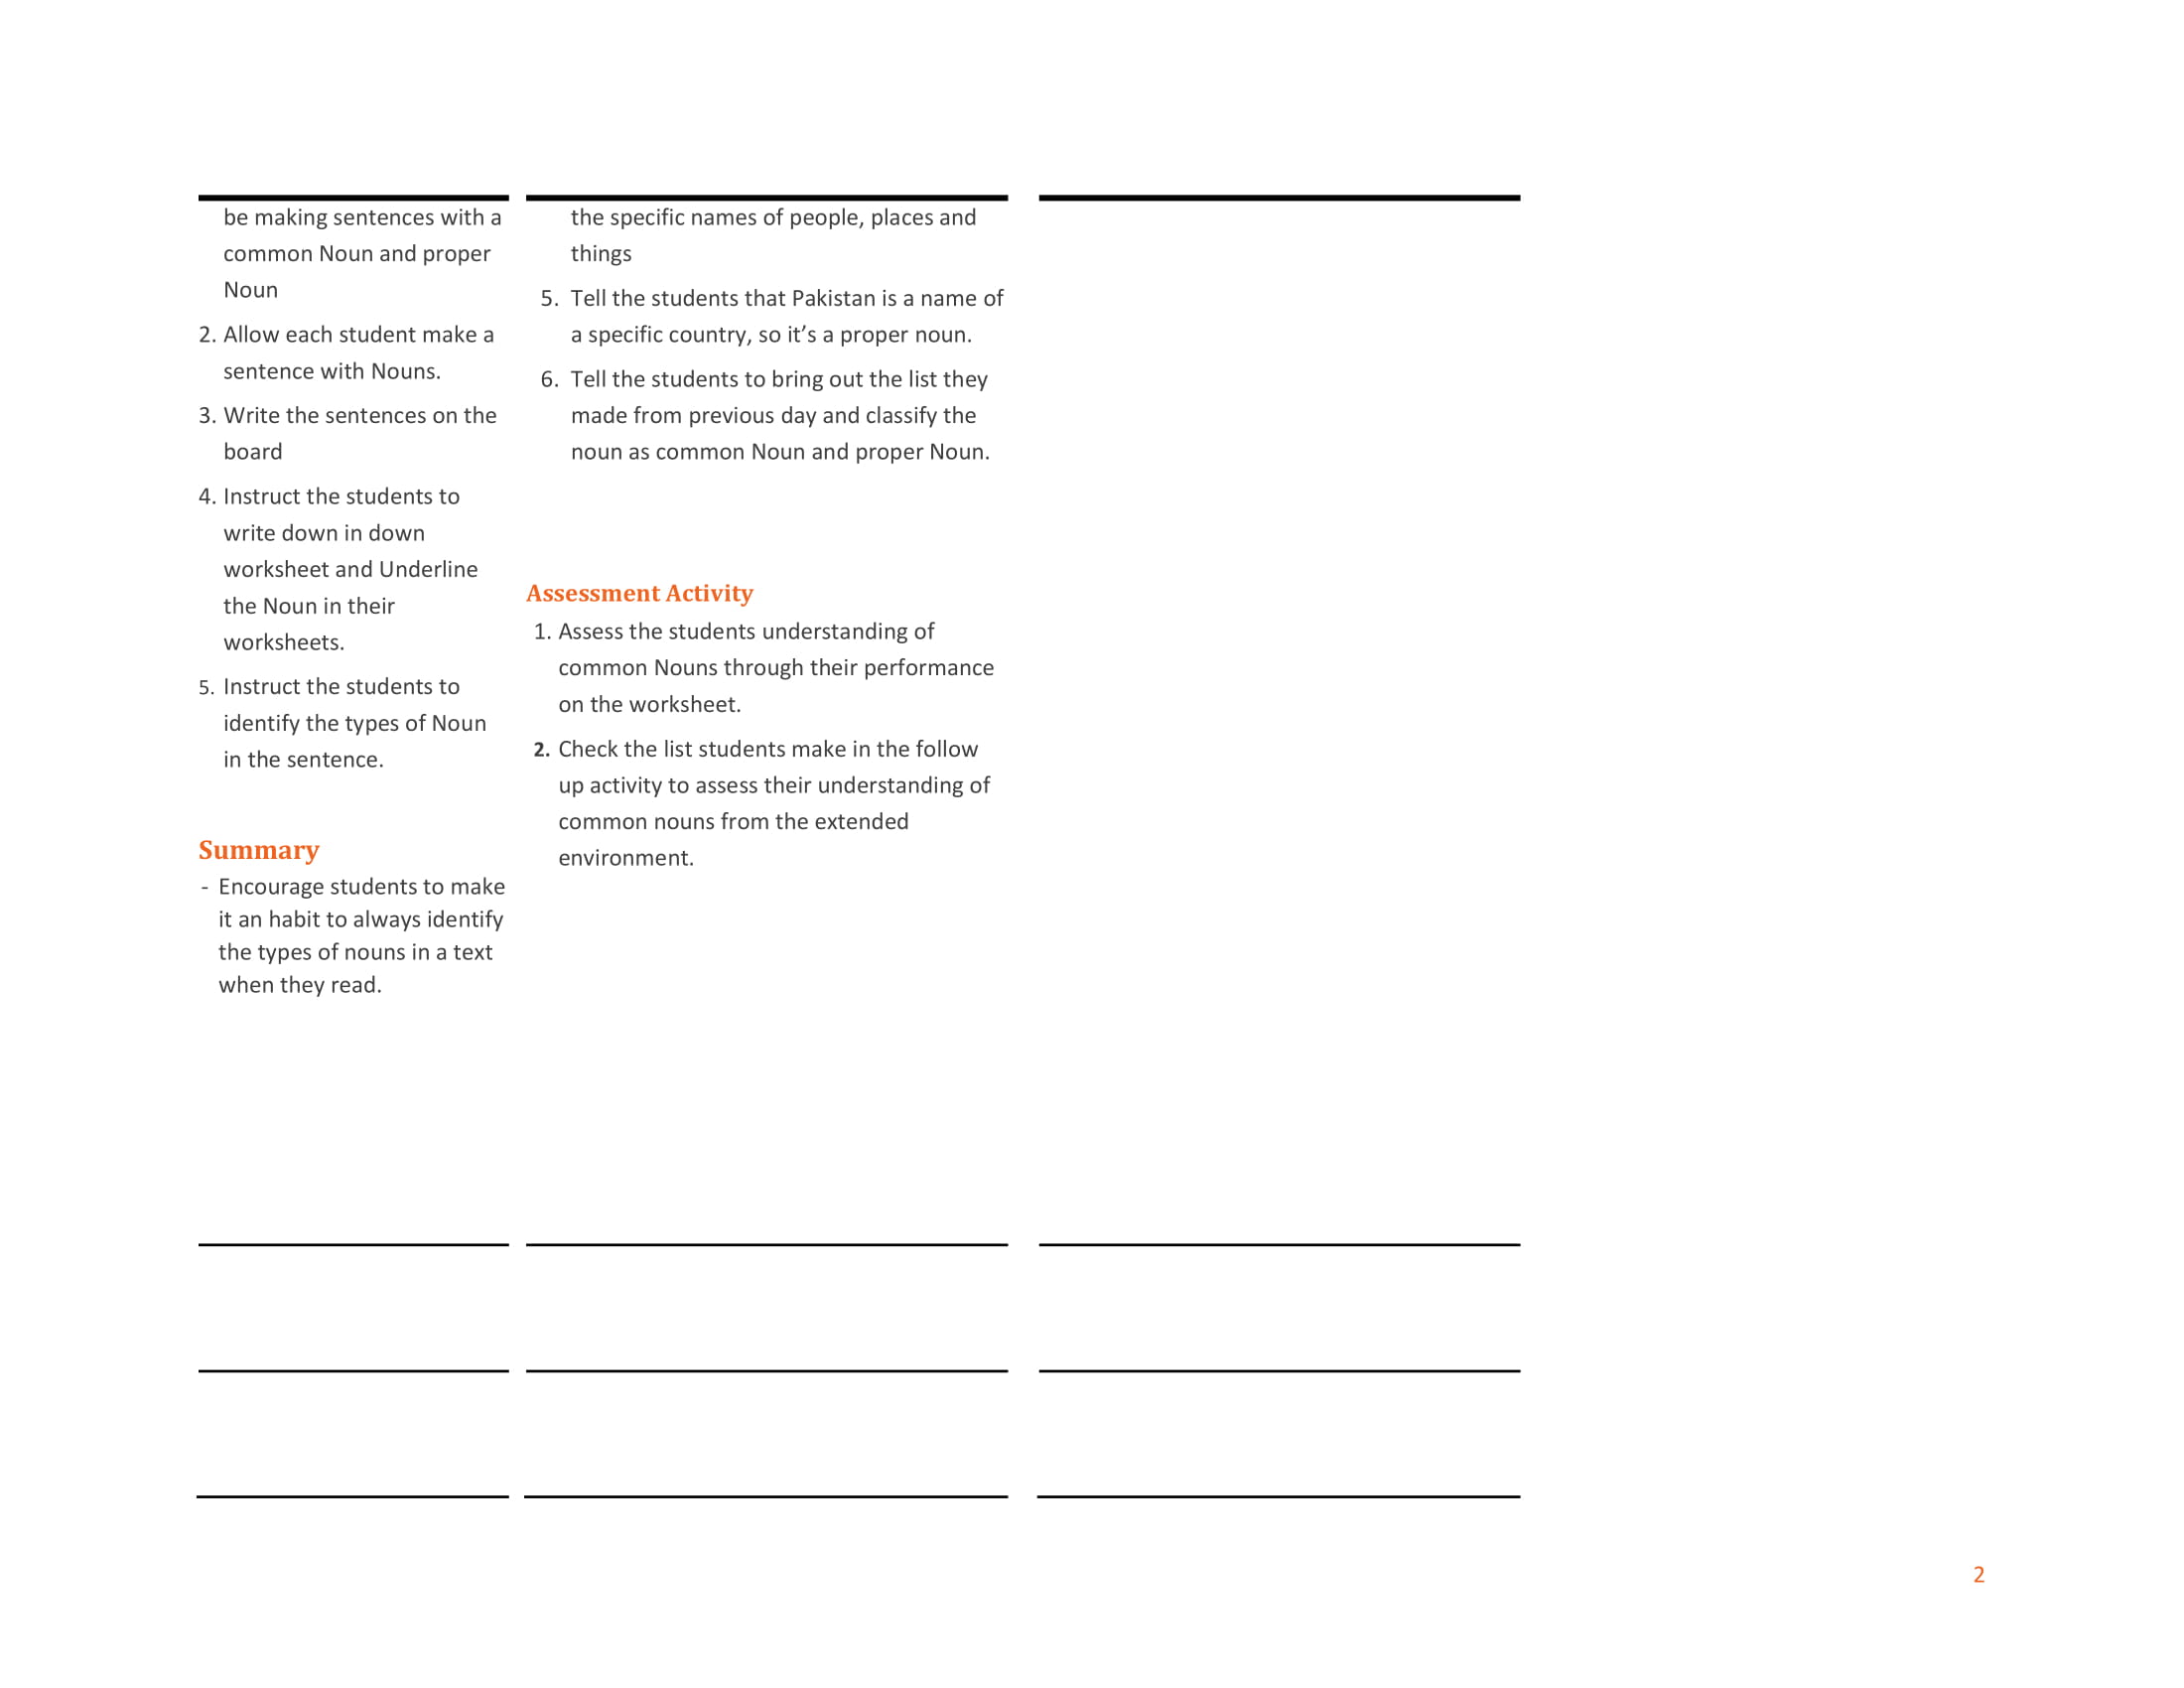 be making sentences with a
common Noun and proper
Noun
2. Allow each student make a
sentence with Nouns.
3. Write the sentences on the
board
4. Instruct the students to
write down in down
worksheet and Underline
the Noun in their
worksheets.
5. Instruct the students to
identify the types of Noun
in the sentence.
Summary
- Encourage students to make
it an habit to always identify
the types of nouns in a text
when they read.
the specific names of people, places and
things
5. Tell the students that Pakistan is a name of
a specific country, so it’s a proper noun.
6. Tell the students to bring out the list they
made from previous day and classify the
noun as common Noun and proper Noun.
Assessment Activity
1. Assess the students understanding of
common Nouns through their performance
on the worksheet.
2. Check the list students make in the follow
up activity to assess their understanding of
common nouns from the extended
environment.
2